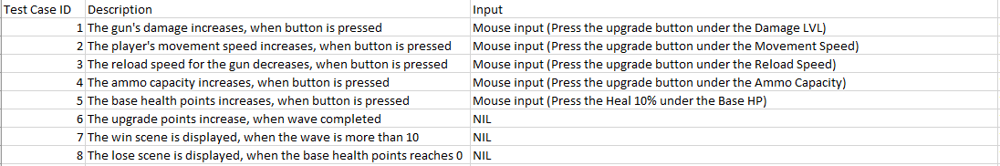 Test Case ID Description Input
1 The gun's damage increases, when button is pressed Mouse input (Press the upgrade button under the Damage LVL)
2 The player's movement speed increases, when button is pressed Mouse input (Press the upgrade button under the Movement Speed)
3 The reload speed for the gun decreases, when button is pressed Mouse input (Press the upgrade button under the Reload Speed)
4 The ammo capacity increases, when button is pressed Mouse input (Press the upgrade button under the Ammo Capacity)
5 The base health points increases, when button is pressed Mouse input (Press the Heal 10% under the Base HP)
6 The upgrade points increase, when wave completed NIL
7 The win scene is displayed, when the wave is more than 10 NIL
8 The lose scene is displayed, when the base health points reaches 0 NIL